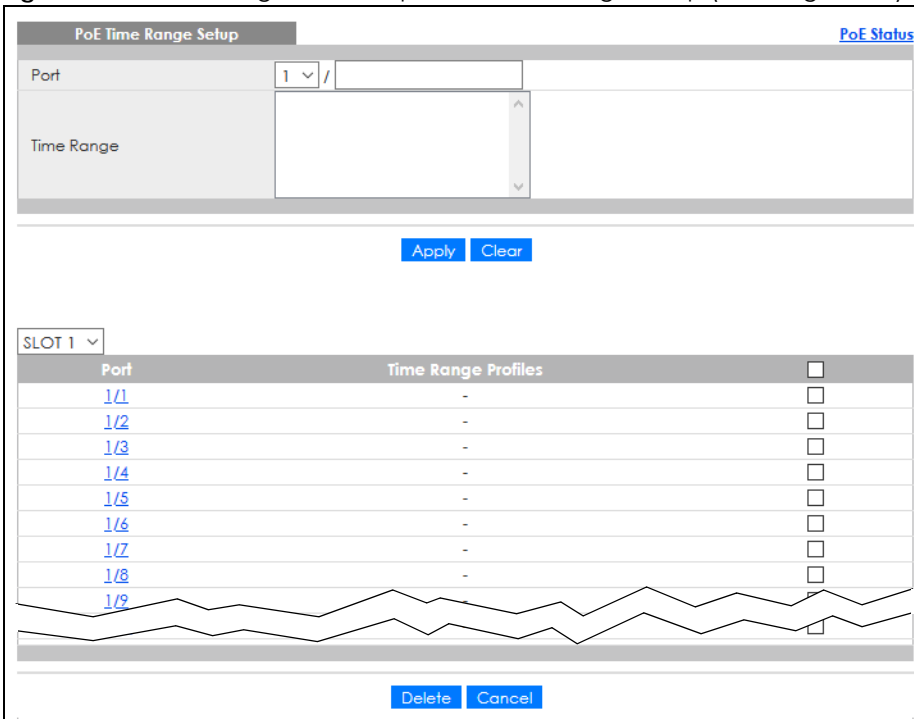 PoE Time Range Setup PoE Status
Port 1 /
Time Range
Apply Clear
SLOT 1
Port Time Range Profiles
1/1 -
1/2 -
1/3 -
1/4 -
1/5 -
1/6 -
1/7 -
1/8 -
1/9
Delete Cancel